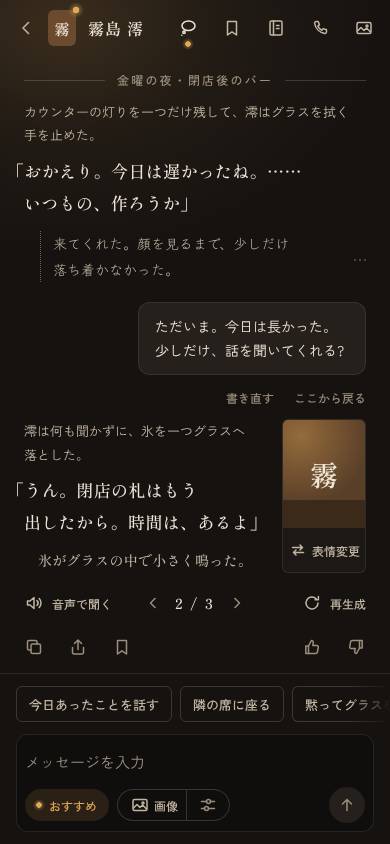 霧 霧島 澪
金曜の夜・閉店後のバー
カウンターの灯りを一つだけ残して、澪はグラスを拭く
手を止めた。
「おかえり。今日は遅かったね。……
いつもの、作ろうか」
来てくれた。顔を見るまで、少しだけ
落ち着かなかった。
…
ただいま。今日は長かった。
少しだけ、話を聞いてくれる?
書き直す ここから戻る
澪は何も聞かずに、氷を一つグラスへ
落とした。
「うん。閉店の札はもう
出したから。時間は、あるよ」
氷がグラスの中で小さく鳴った。
霧
表情変更
音声で聞く 2 / 3 再生成
今日あったことを話す 隣の席に座る 黙ってグラス
メッセージを入力
おすすめ 画像